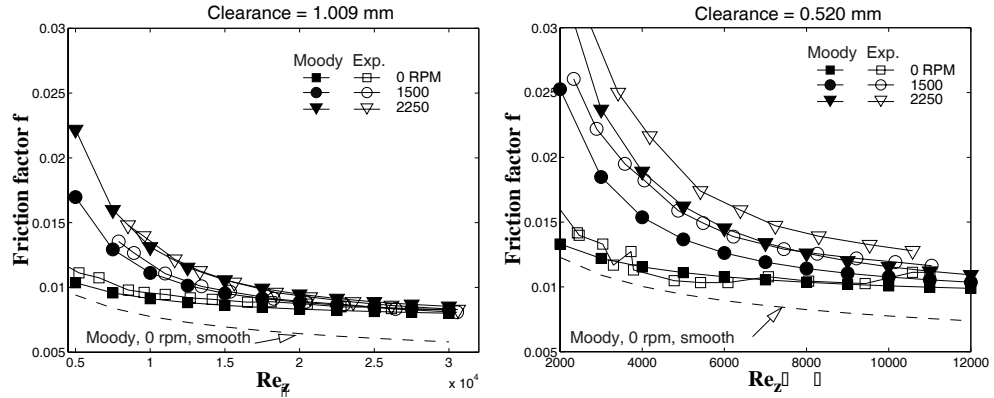 Clearance = 1.009 mm
0.03
0.025
0.02
0.015
0.01
0.005
Friction factor f
Moody Exp.
0 RPM
1500
2250
Moody, 0 rpm, smooth
0.5 1 1.5 2 2.5 3
x 10^4
Re_z
Clearance = 0.520 mm
0.03
0.025
0.02
0.015
0.01
0.005
Friction factor f
Moody Exp.
0 RPM
1500
2250
Moody, 0 rpm, smooth
2000 4000 6000 8000 10000 12000
Re_z